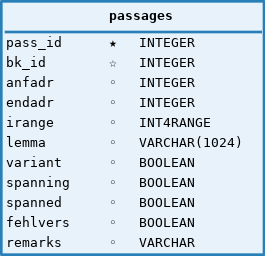 passages
pass_id ★ INTEGER
bk_id ☆ INTEGER
anfadr ◦ INTEGER
endadr ◦ INTEGER
irange ◦ INT4RANGE
lemma ◦ VARCHAR(1024)
variant ◦ BOOLEAN
spanning ◦ BOOLEAN
spanned ◦ BOOLEAN
fehlvers ◦ BOOLEAN
remarks ◦ VARCHAR